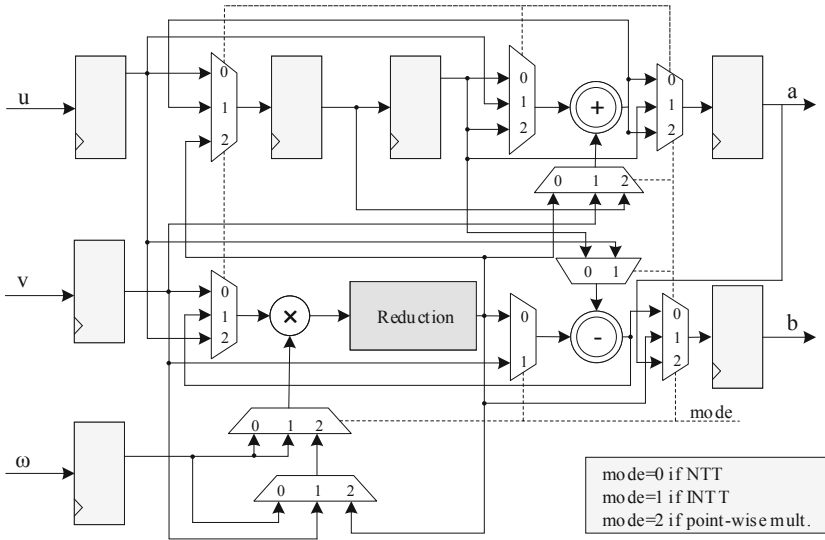 u
0
1
2
0
1
2
+
0
1
2
a
0 1 2
v
0
1
2
×
Reduction
0
1
0 1
-
0
1
2
b
0 1 2
mode
ω
0 1 2
mode=0 if NTT
mode=1 if INTT
mode=2 if point-wise mult.